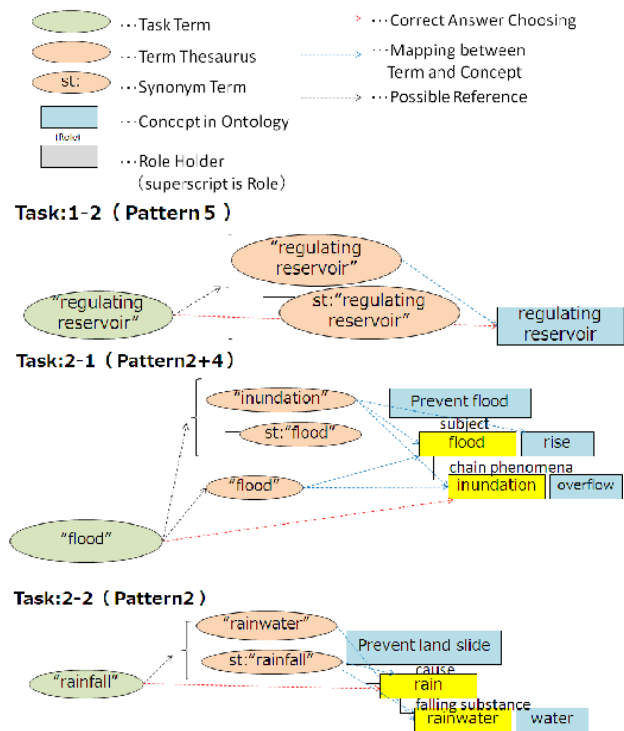 …Task Term
…Term Thesaurus
st:
…Synonym Term
…Concept in Ontology
(Role)
…Role Holder
(superscript is Role)
…Correct Answer Choosing
…Mapping between
Term and Concept
…Possible Reference
Task:1-2 ( Pattern 5 )
"regulating
reservoir"
"regulating
reservoir"
st:"regulating
reservoir"
regulating
reservoir
Task:2-1 (Pattern2+4)
"inundation"
st:"flood"
"flood"
"flood"
Prevent flood
subject
flood
rise
chain phenomena
inundation
overflow
Task:2-2 (Pattern2 )
"rainwater"
st:"rainfall"
"rainfall"
Prevent land slide
cause
rain
falling substance
rainwater
water